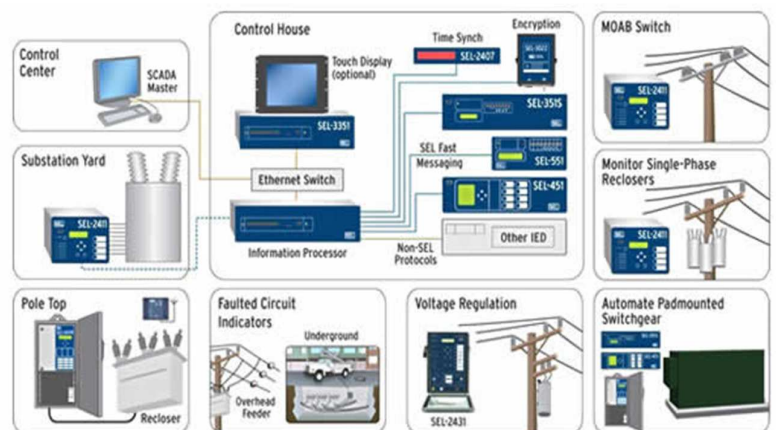 Control
Center
SCADA
Master
Control House
Touch Display
(optional)
SEL-3351
Time Synch
SEL-2407
Encryption
SEL-351S
SEL Fast
Messaging
SEL-551
SEL-451
Ethernet Switch
Information Processor
Non-SEL
Protocols
Other IED
MOAB Switch
SEL-2411
Substation Yard
SEL-2411
Monitor Single-Phase
Reclosers
SEL-2411
Pole Top
Recloser
Faulted Circuit
Indicators
Underground
Overhead
Feeder
Voltage Regulation
SEL-2431
Automate Padmounted
Switchgear